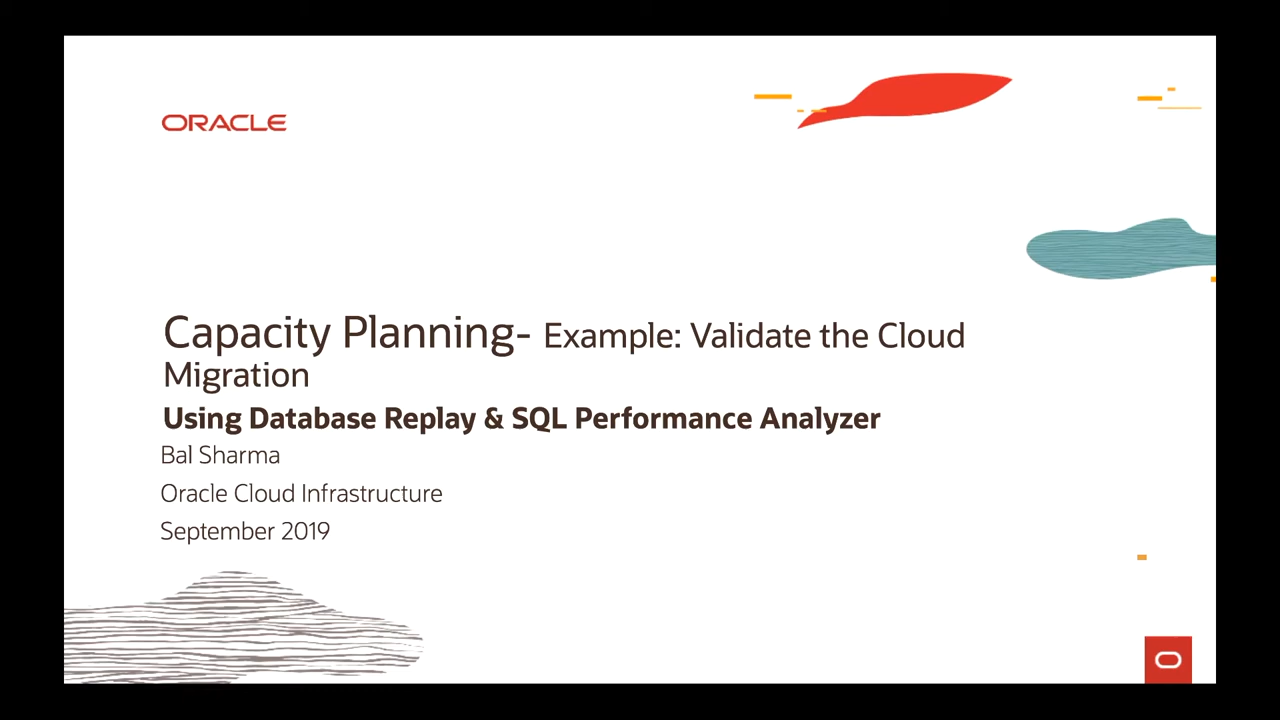 ORACLE
Capacity Planning- Example: Validate the Cloud
Migration
Using Database Replay & SQL Performance Analyzer
Bal Sharma
Oracle Cloud Infrastructure
September 2019